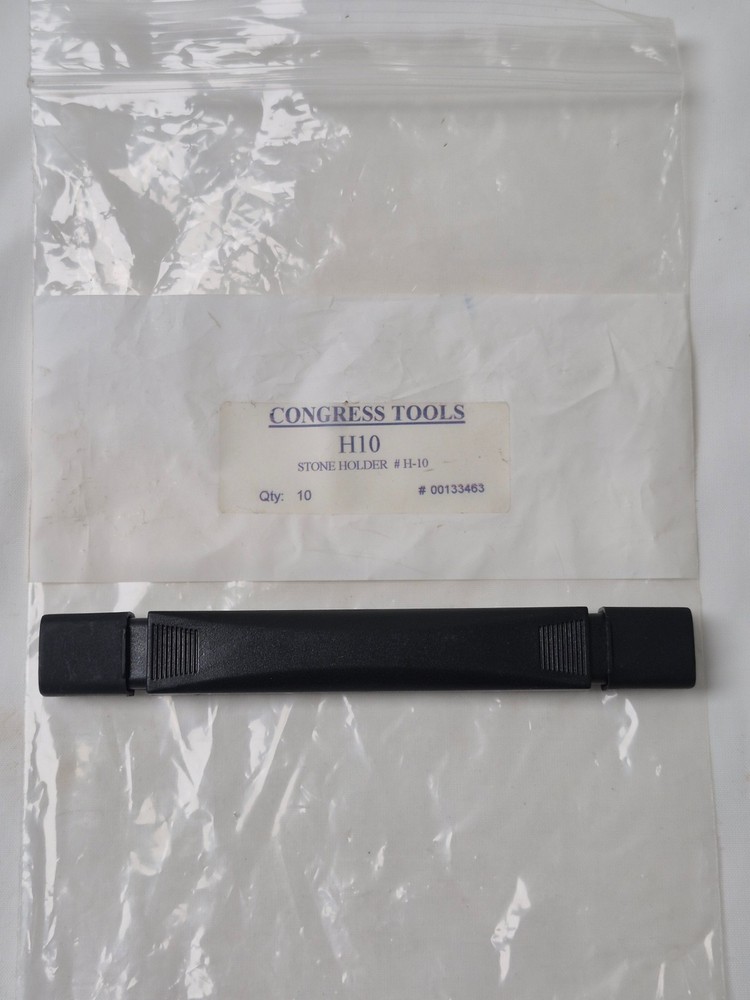 CONGRESS TOOLS
H10
STONE HOLDER # H-10
Qty: 10 # 00133463